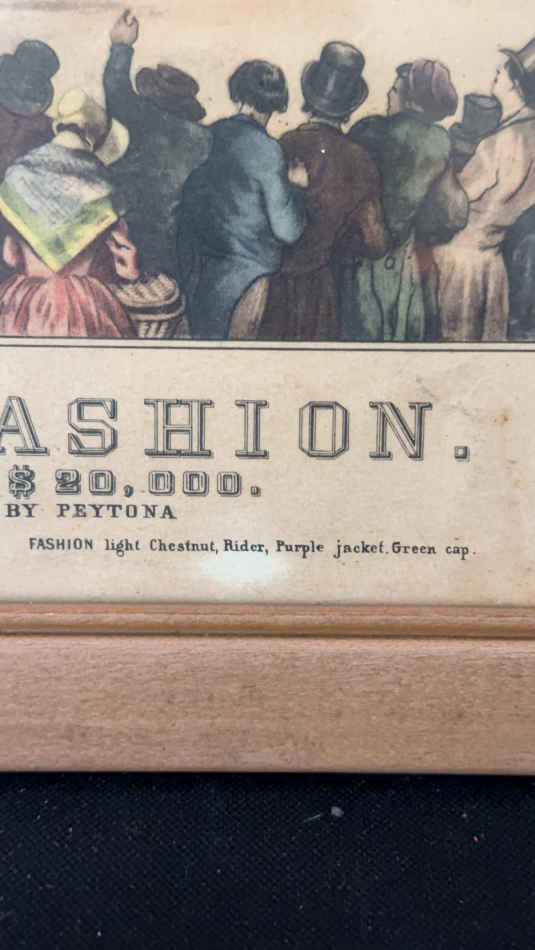 ASHION.
$20,000.
BY PEYTONA
FASHION light Chestnut, Rider, Purple jacket. Green cap.